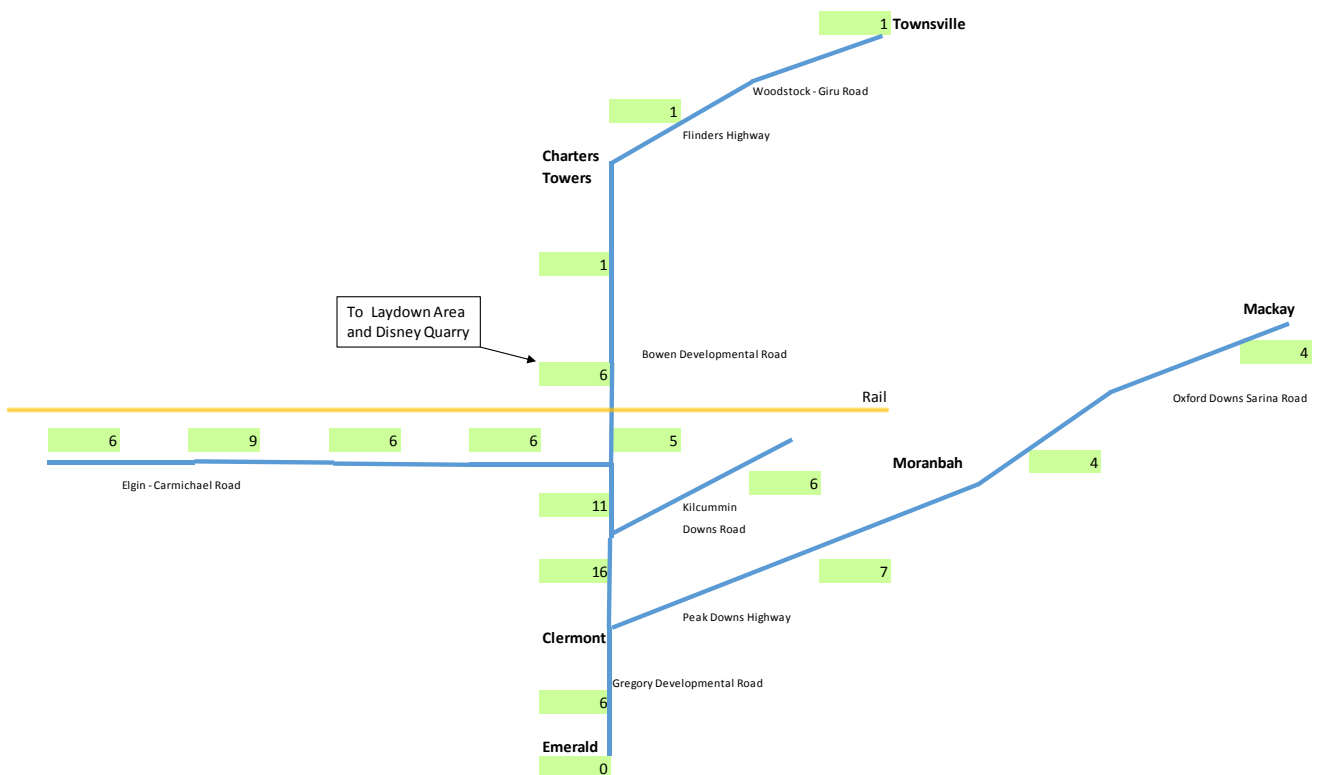 1 Townsville
Woodstock - Giru Road
1
Flinders Highway
Charters
Towers
1
To Laydown Area
and Disney Quarry
Mackay
4
Bowen Developmental Road
6
Rail
Oxford Downs Sarina Road
6
9
6
6
5
Moranbah
4
Elgin - Carmichael Road
6
11
Kilcummin
Downs Road
16
7
Peak Downs Highway
Clermont
Gregory Developmental Road
6
Emerald
0